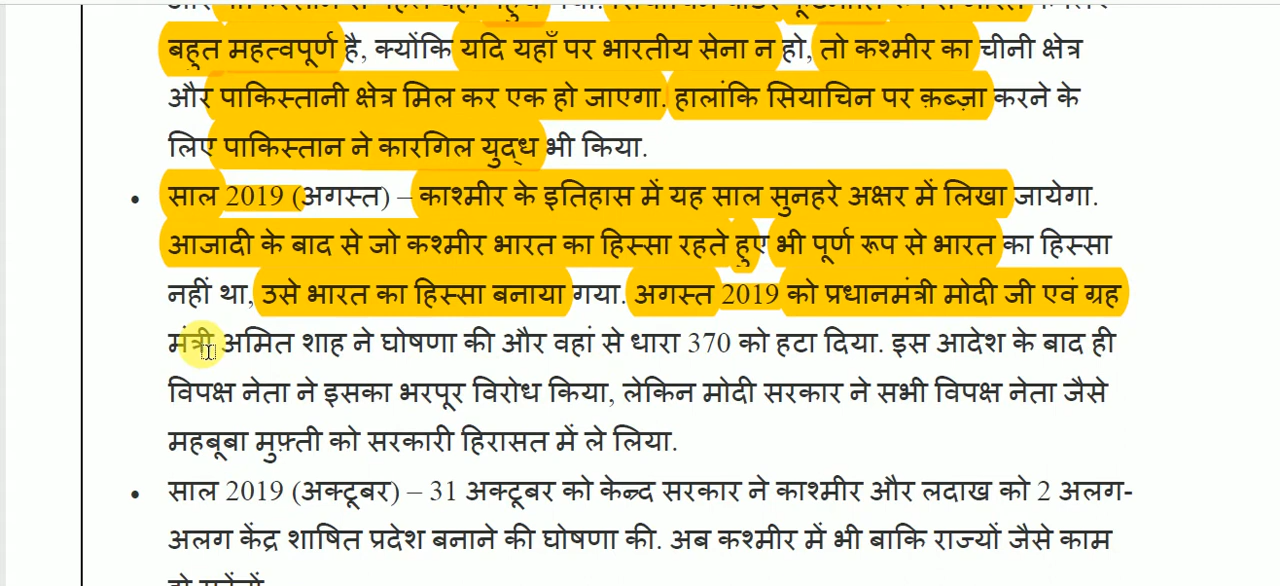 बहुत महत्वपूर्ण है, क्योंकि यदि यहाँ पर भारतीय सेना न हो, तो कश्मीर का चीनी क्षेत्र
और पाकिस्तानी क्षेत्र मिल कर एक हो जाएगा. हालांकि सियाचिन पर क़ब्ज़ा करने के
लिए पाकिस्तान ने कारगिल युद्ध भी किया.
• साल 2019 (अगस्त) – काश्मीर के इतिहास में यह साल सुनहरे अक्षर में लिखा जायेगा.
आजादी के बाद से जो कश्मीर भारत का हिस्सा रहते हुए भी पूर्ण रूप से भारत का हिस्सा
नहीं था, उसे भारत का हिस्सा बनाया गया. अगस्त 2019 को प्रधानमंत्री मोदी जी एवं ग्रह
मंत्री अमित शाह ने घोषणा की और वहां से धारा 370 को हटा दिया. इस आदेश के बाद ही
विपक्ष नेता ने इसका भरपूर विरोध किया, लेकिन मोदी सरकार ने सभी विपक्ष नेता जैसे
महबूबा मुफ़्ती को सरकारी हिरासत में ले लिया.
• साल 2019 (अक्टूबर) – 31 अक्टूबर को केन्द्र सरकार ने काश्मीर और लदाख को 2 अलग-
अलग केंद्र शाषित प्रदेश बनाने की घोषणा की. अब कश्मीर में भी बाकि राज्यों जैसे काम